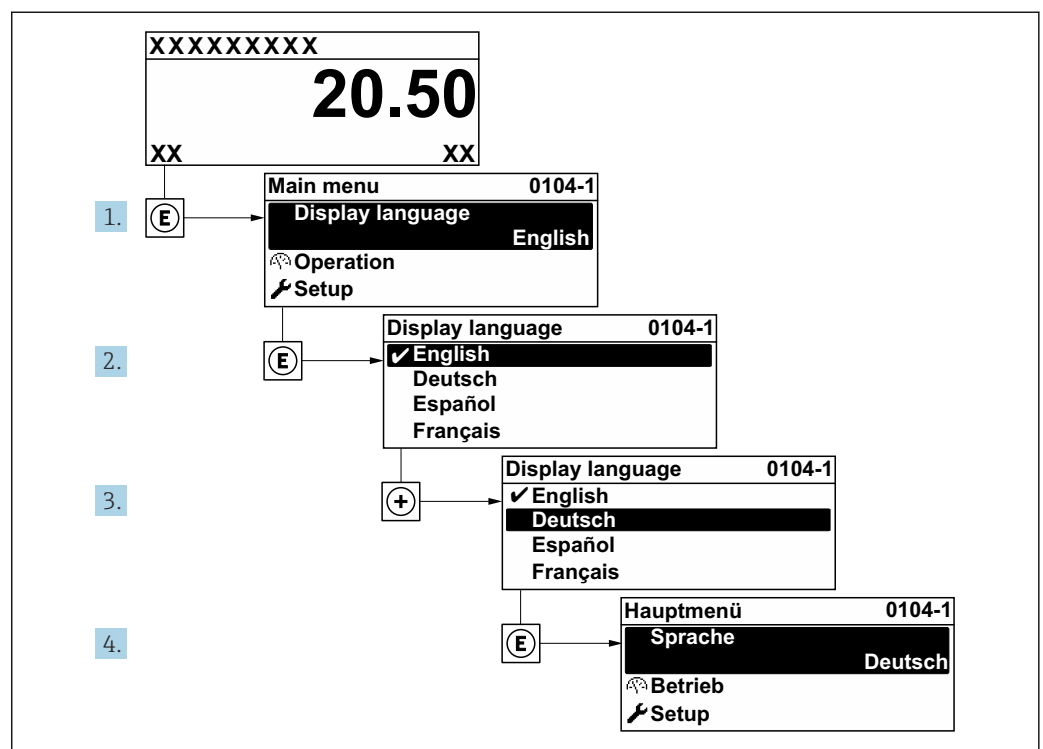 XXXXXXXXX
20.50
XX XX
Main menu 0104-1
1. E Display language
English
Operation
Setup
Display language 0104-1
2. E ✔ English
Deutsch
Español
Français
Display language 0104-1
3. + ✔ English
Deutsch
Español
Français
Hauptmenü 0104-1
4. E Sprache
Deutsch
Betrieb
Setup